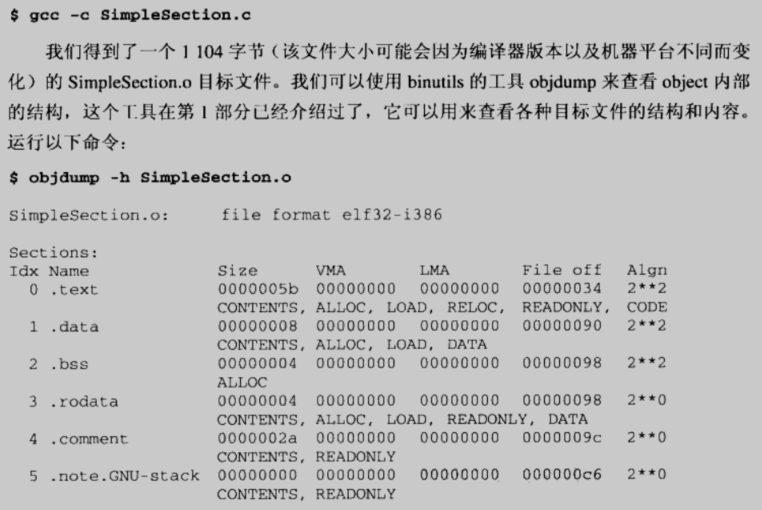 $ gcc -c SimpleSection.c
我们得到了一个 1 104 字节（该文件大小可能会因为编译器版本以及机器平台不同而变
化）的 SimpleSection.o 目标文件。我们可以使用 binutils 的工具 objdump 来查看 object 内部
的结构，这个工具在第 1 部分已经介绍过了，它可以用来查看各种目标文件的结构和内容。
运行以下命令：
$ objdump -h SimpleSection.o
SimpleSection.o:     file format elf32-i386
Sections:
Idx Name          Size      VMA       LMA       File off  Algn
0 .text         0000005b  00000000  00000000  00000034  2**2
CONTENTS, ALLOC, LOAD, RELOC, READONLY, CODE
1 .data         00000008  00000000  00000000  00000090  2**2
CONTENTS, ALLOC, LOAD, DATA
2 .bss          00000004  00000000  00000000  00000098  2**2
ALLOC
3 .rodata       00000004  00000000  00000000  00000098  2**0
CONTENTS, ALLOC, LOAD, READONLY, DATA
4 .comment      0000002a  00000000  00000000  0000009c  2**0
CONTENTS, READONLY
5 .note.GNU-stack 00000000  00000000  00000000  000000c6  2**0
CONTENTS, READONLY